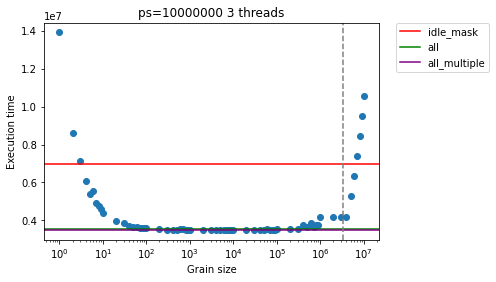 ps=10000000 3 threads
1e7
1.4
1.2
1.0
0.8
0.6
0.4
Execution time
10^0
10^1
10^2
10^3
10^4
10^5
10^6
10^7
Grain size
idle_mask
all
all_multiple